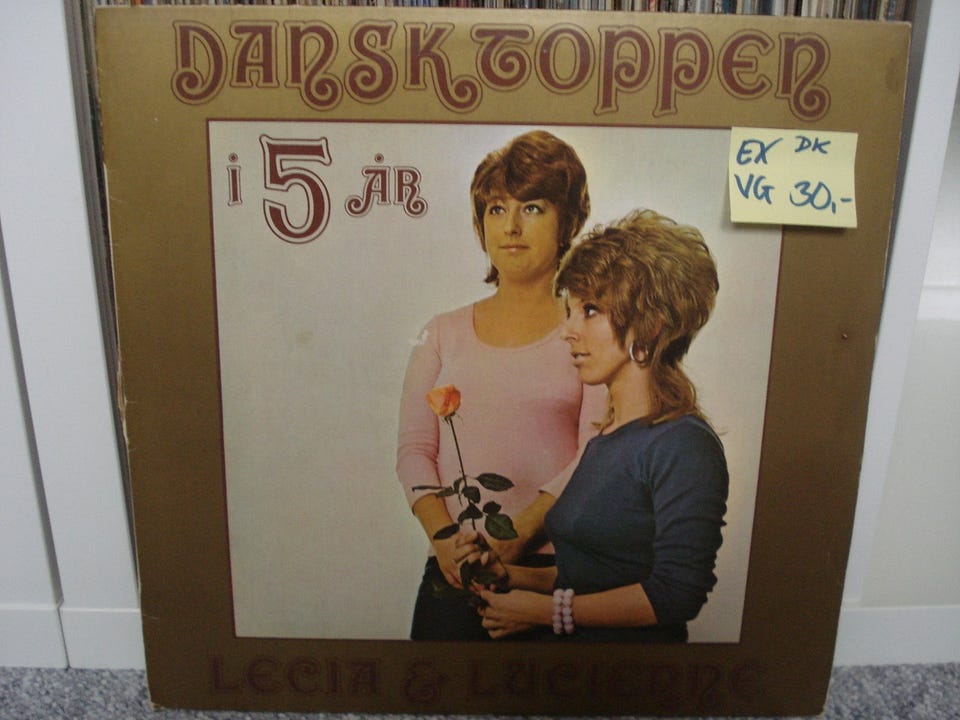 DANSKTOPPEN
i 5 ÅR
EX DK
VG 30,-
LECIA & LUCIENNE